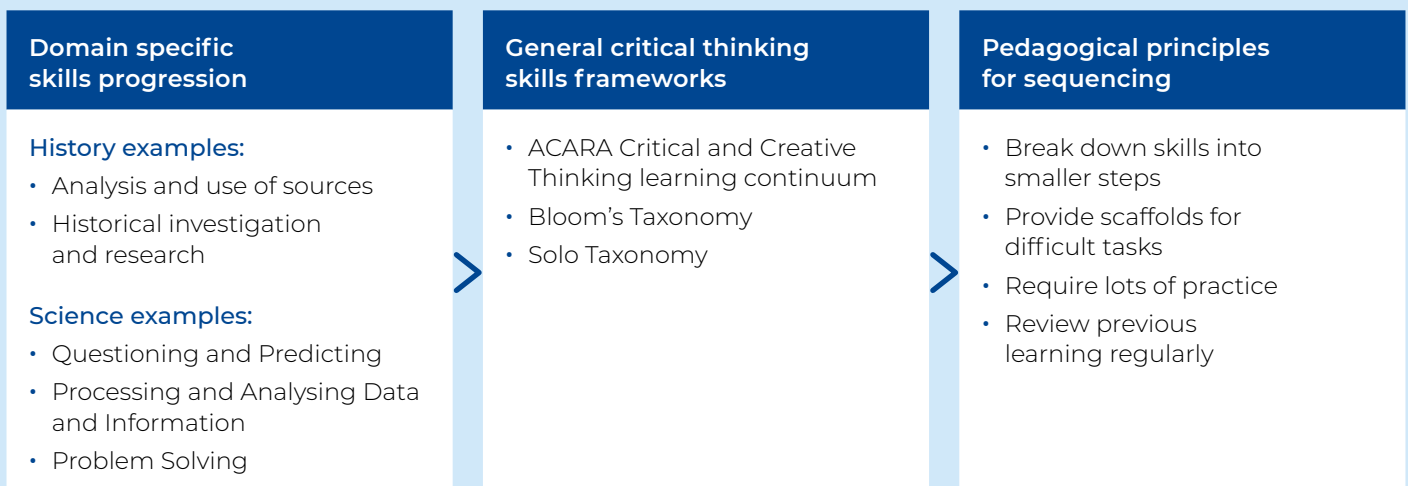 Domain specific
skills progression
History examples:
• Analysis and use of sources
• Historical investigation
and research
Science examples:
• Questioning and Predicting
• Processing and Analysing Data
and Information
• Problem Solving
General critical thinking
skills frameworks
• ACARA Critical and Creative
Thinking learning continuum
• Bloom’s Taxonomy
• Solo Taxonomy
Pedagogical principles
for sequencing
• Break down skills into
smaller steps
• Provide scaffolds for
difficult tasks
• Require lots of practice
• Review previous
learning regularly